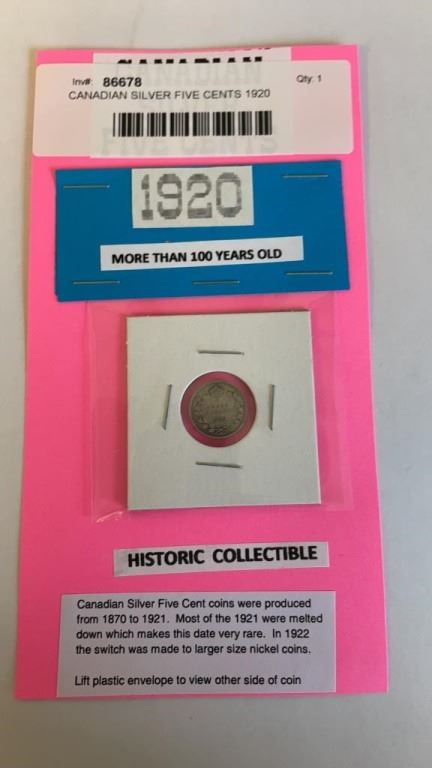 CANADIAN
Inv#: 86678 Qty: 1
CANADIAN SILVER FIVE CENTS 1920
FIVE CENTS
1920
MORE THAN 100 YEARS OLD
HISTORIC COLLECTIBLE
Canadian Silver Five Cent coins were produced
from 1870 to 1921. Most of the 1921 were melted
down which makes this date very rare. In 1922
the switch was made to larger size nickel coins.
Lift plastic envelope to view other side of coin